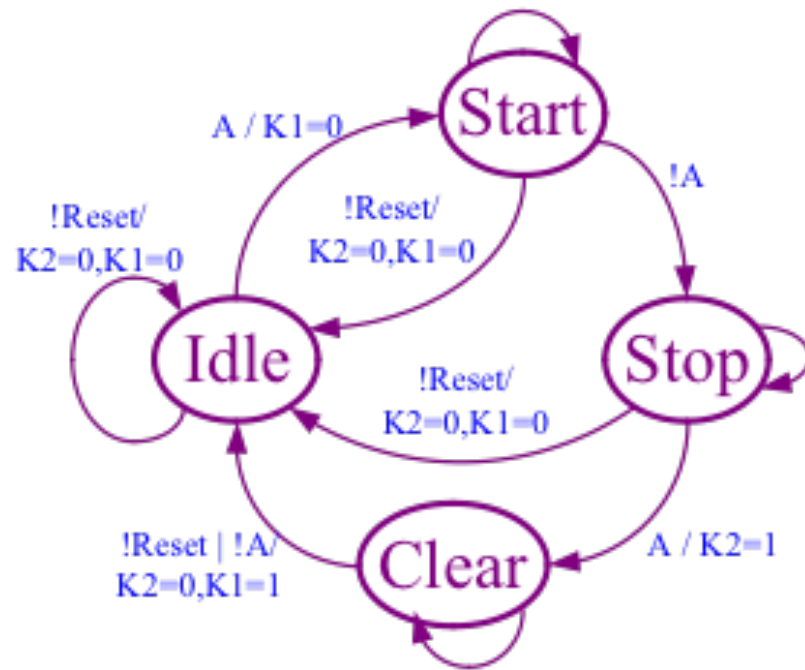 Start
A / K1=0
!A
!Reset/
K2=0,K1=0
!Reset/
K2=0,K1=0
Idle
Stop
!Reset/
K2=0,K1=0
!Reset | !A/
K2=0,K1=1
Clear
A / K2=1